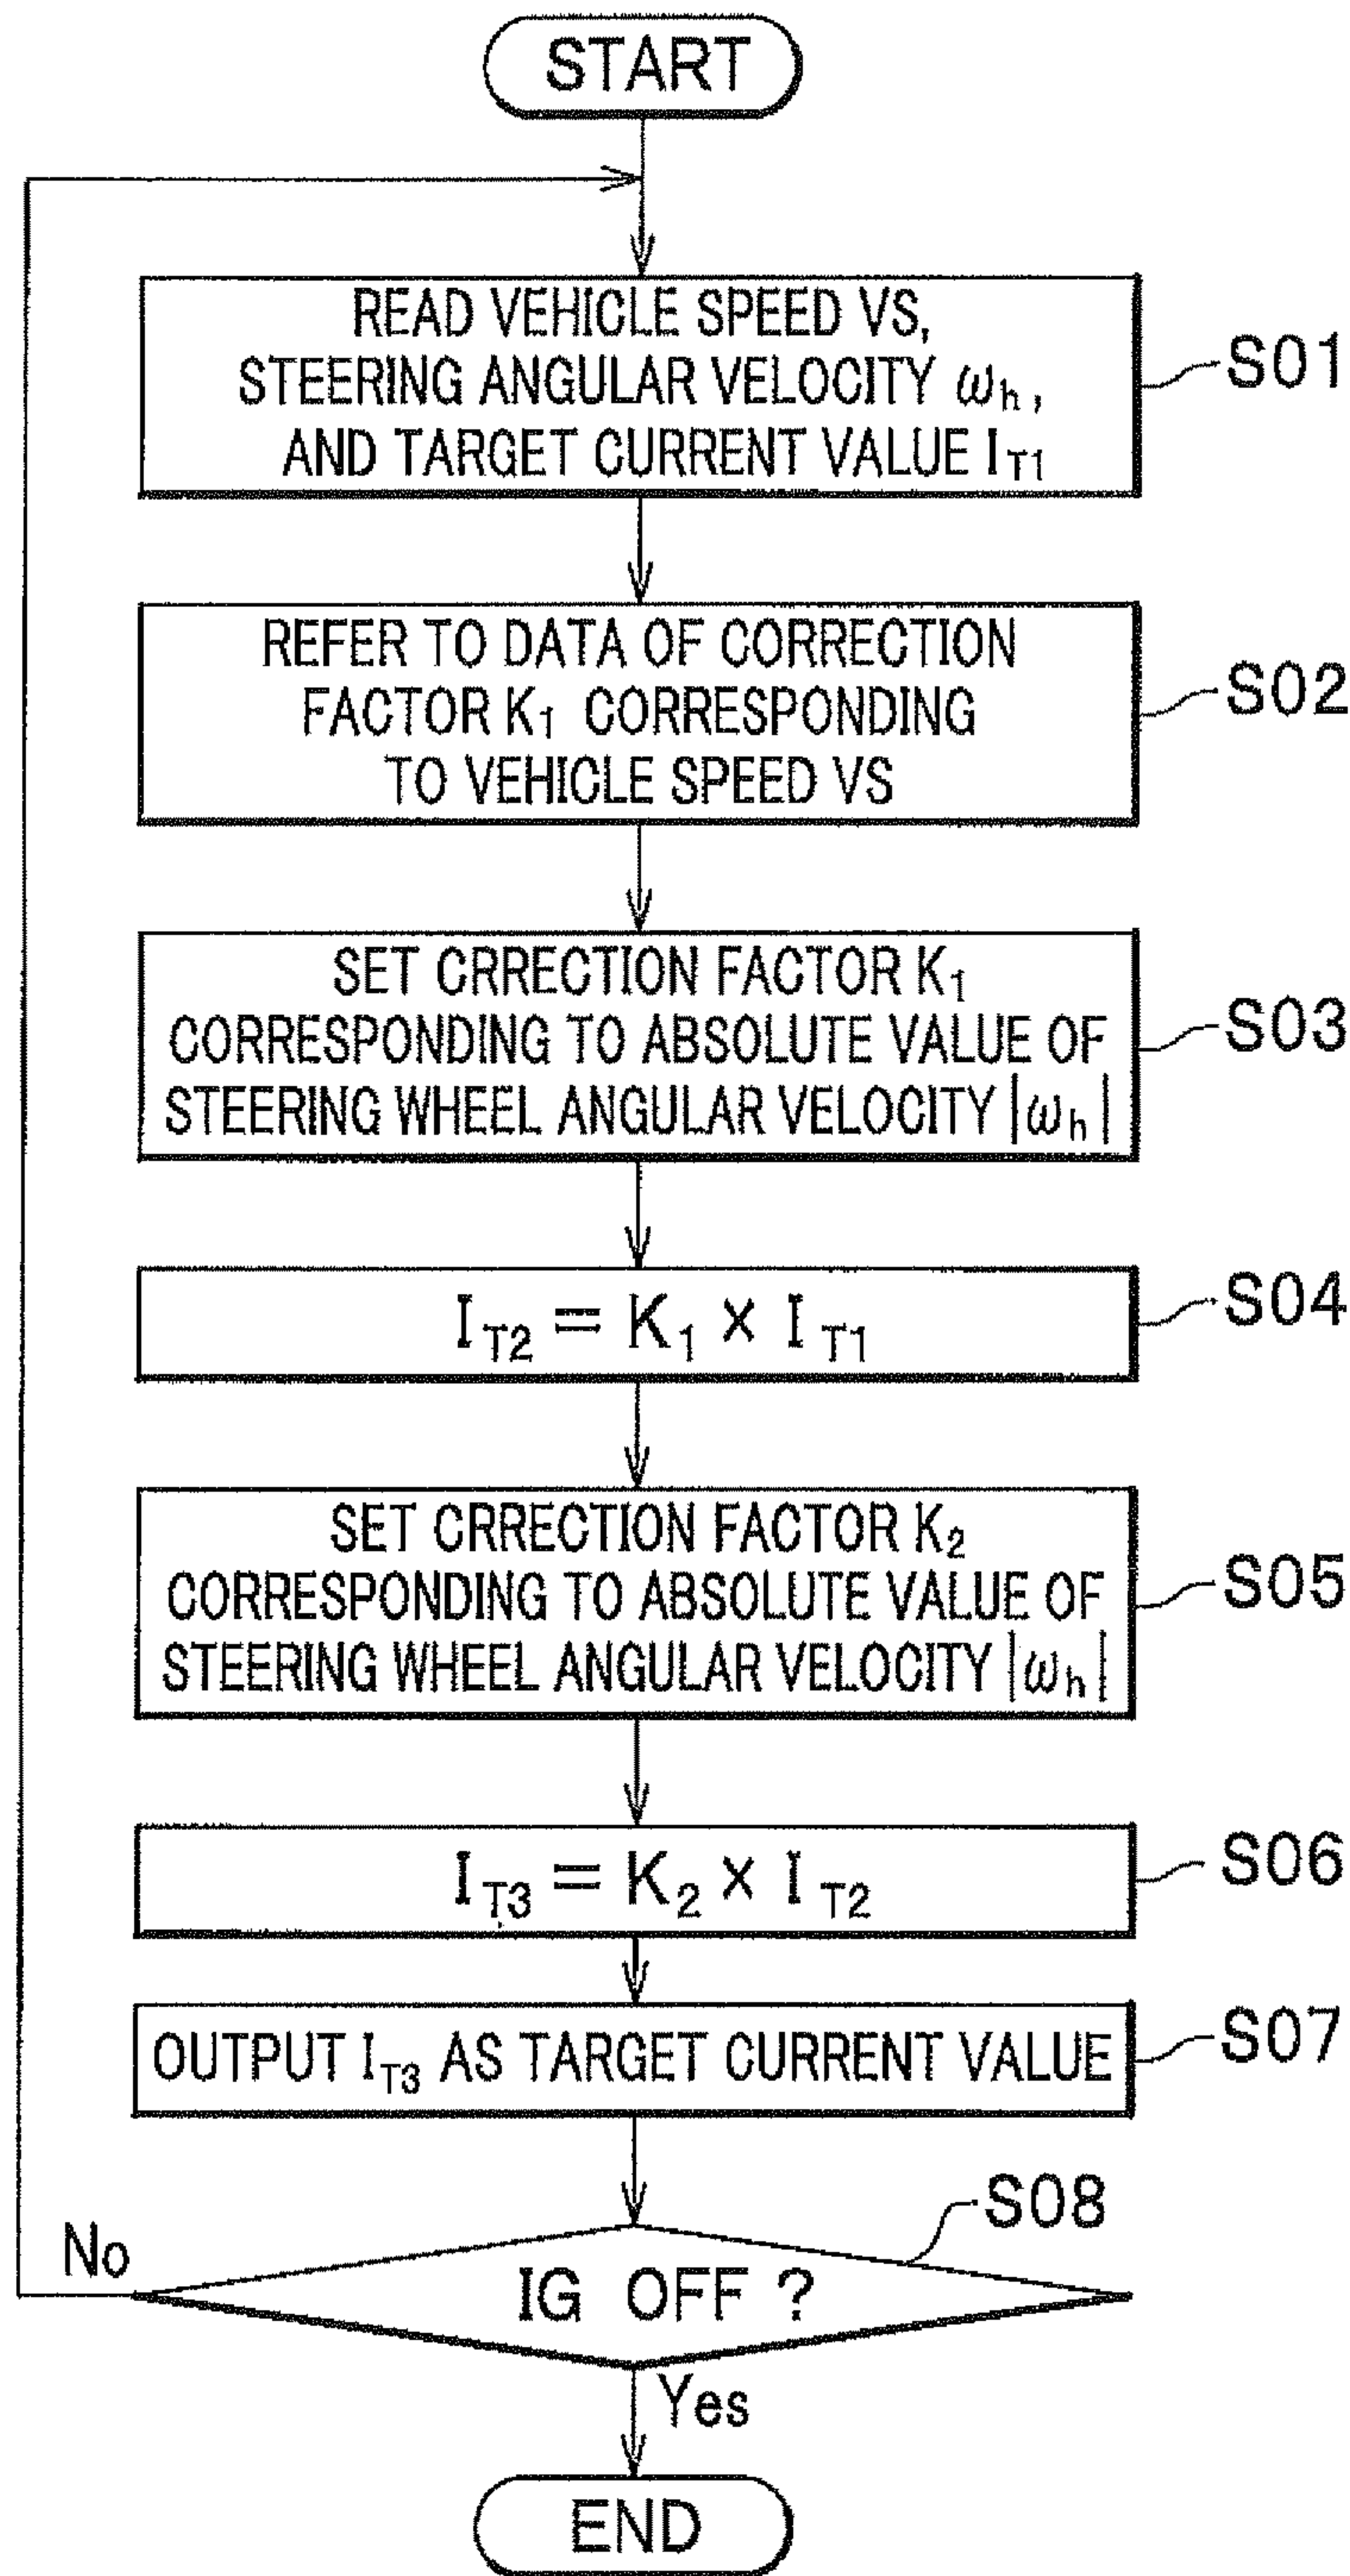 START
READ VEHICLE SPEED VS,
STEERING ANGULAR VELOCITY ωh,
AND TARGET CURRENT VALUE IT1
S01
REFER TO DATA OF CORRECTION
FACTOR K1 CORRESPONDING
TO VEHICLE SPEED VS
S02
SET CRRECTION FACTOR K1
CORRESPONDING TO ABSOLUTE VALUE OF
STEERING WHEEL ANGULAR VELOCITY |ωh|
S03
IT2 = K1 × IT1
S04
SET CRRECTION FACTOR K2
CORRESPONDING TO ABSOLUTE VALUE OF
STEERING WHEEL ANGULAR VELOCITY |ωh|
S05
IT3 = K2 × IT2
S06
OUTPUT IT3 AS TARGET CURRENT VALUE
S07
S08
No
IG OFF ?
Yes
END